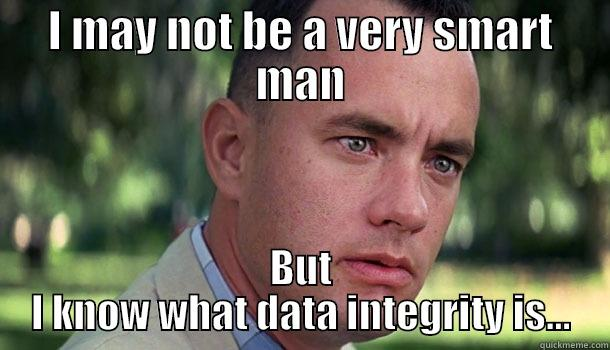 I may not be a very smart
man
But
I know what data integrity is...
quickmeme.com